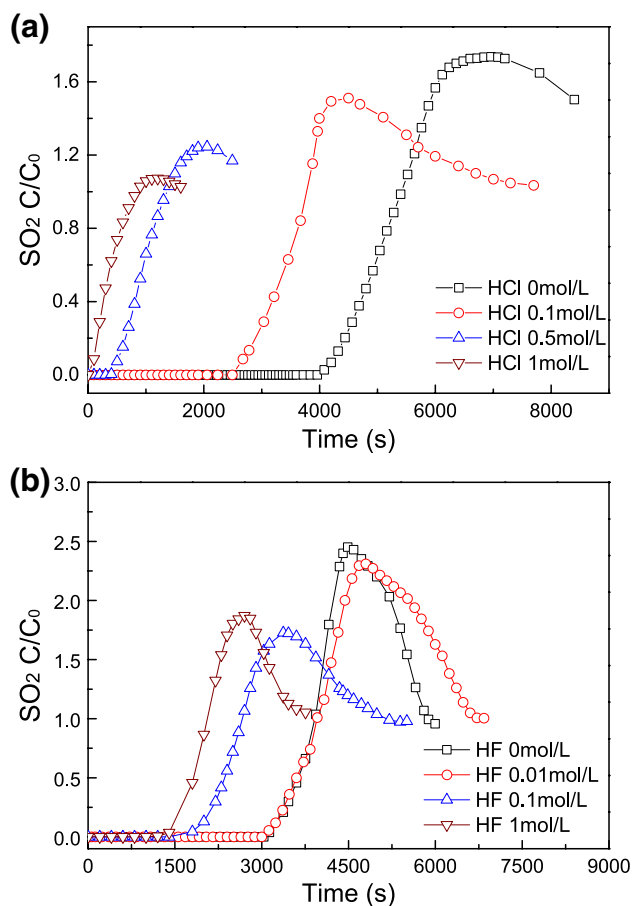 (a)
SO2 C/C0
1.6
1.2
0.8
0.4
0.0
HCl 0mol/L
HCl 0.1mol/L
HCl 0.5mol/L
HCl 1mol/L
0 2000 4000 6000 8000
Time (s)
(b)
SO2 C/C0
3.0
2.5
2.0
1.5
1.0
0.5
0.0
HF 0mol/L
HF 0.01mol/L
HF 0.1mol/L
HF 1mol/L
0 1500 3000 4500 6000 7500 9000
Time (s)